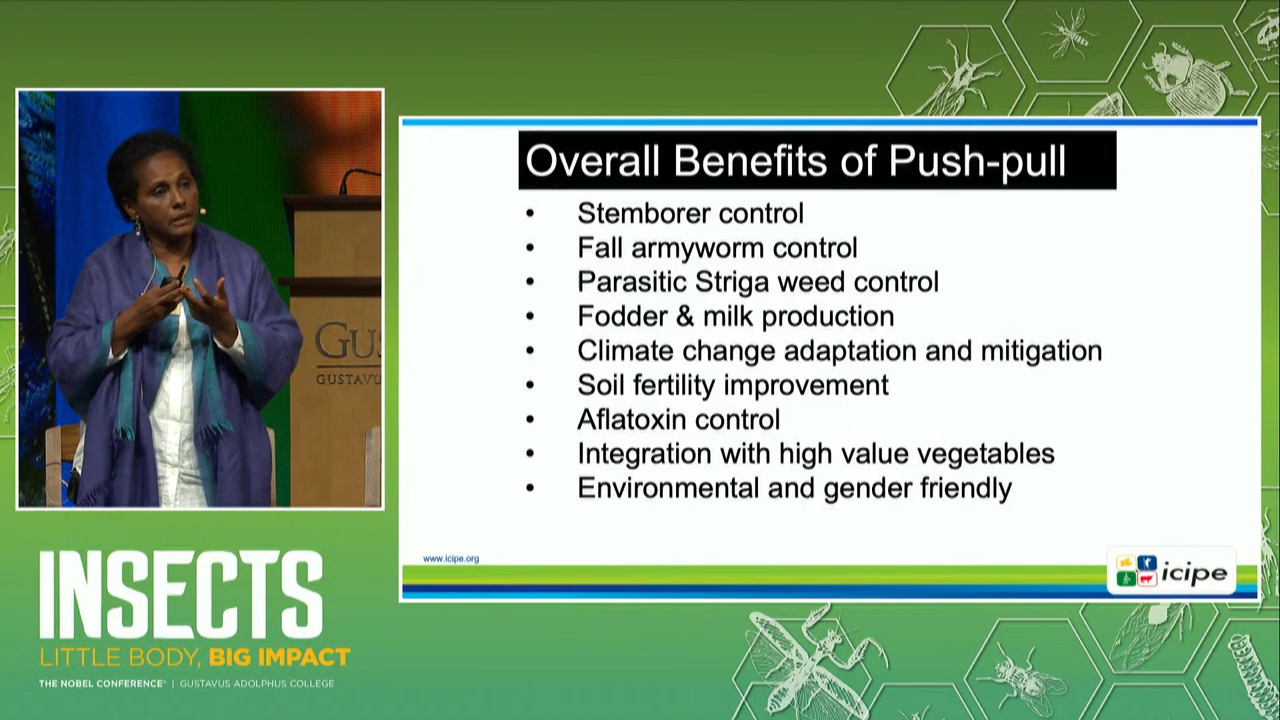 Overall Benefits of Push-pull
• Stemborer control
• Fall armyworm control
• Parasitic Striga weed control
• Fodder & milk production
• Climate change adaptation and mitigation
• Soil fertility improvement
• Aflatoxin control
• Integration with high value vegetables
• Environmental and gender friendly
www.icipe.org
icipe
GUS
GUSTAVU
INSECTS
LITTLE BODY, BIG IMPACT
THE NOBEL CONFERENCE® | GUSTAVUS ADOLPHUS COLLEGE